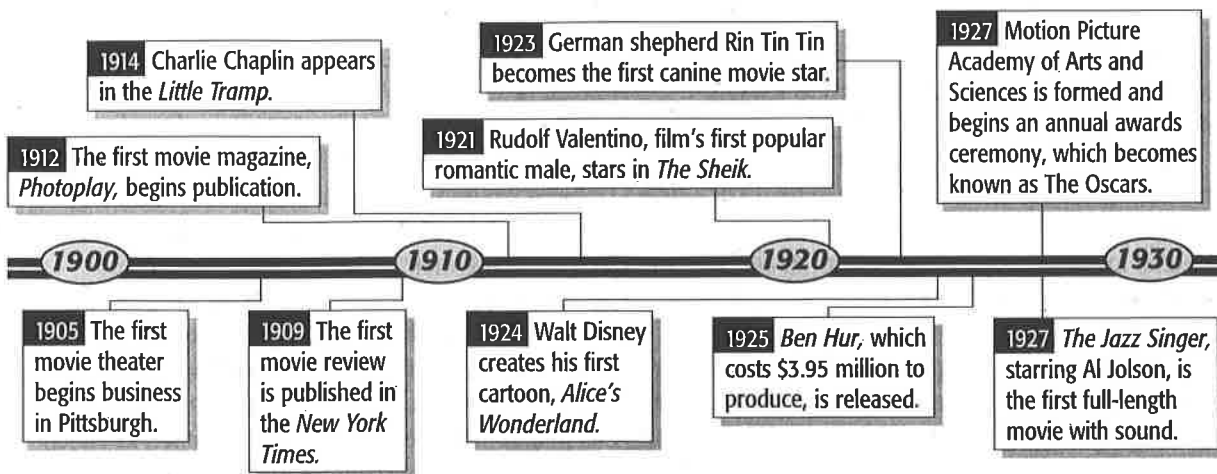 1914 Charlie Chaplin appears
in the Little Tramp.
1923 German shepherd Rin Tin Tin
becomes the first canine movie star.
1927 Motion Picture
Academy of Arts and
Sciences is formed and
begins an annual awards
ceremony, which becomes
known as The Oscars.
1912 The first movie magazine,
Photoplay, begins publication.
1921 Rudolf Valentino, film's first popular
romantic male, stars in The Sheik.
1900
1910
1920
1930
1905 The first
movie theater
begins business
in Pittsburgh.
1909 The first
movie review
is published in
the New York
Times.
1924 Walt Disney
creates his first
cartoon, Alice's
Wonderland.
1925 Ben Hur, which
costs $3.95 million to
produce, is released.
1927 The Jazz Singer,
starring Al Jolson, is
the first full-length
movie with sound.